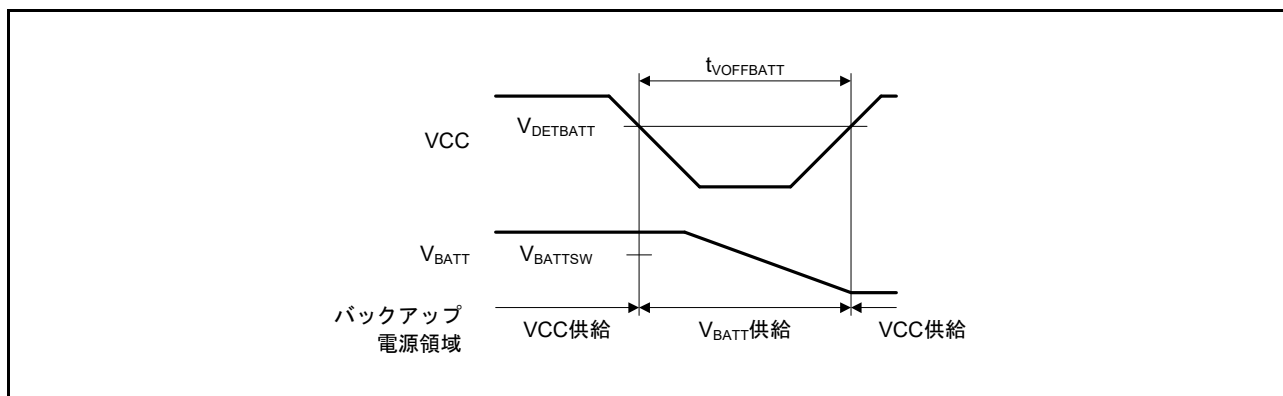 tVOFFBATT
VCC
VDETBATT
VBATT
VBATTSW
バックアップ
電源領域
VCC供給
VBATT供給
VCC供給